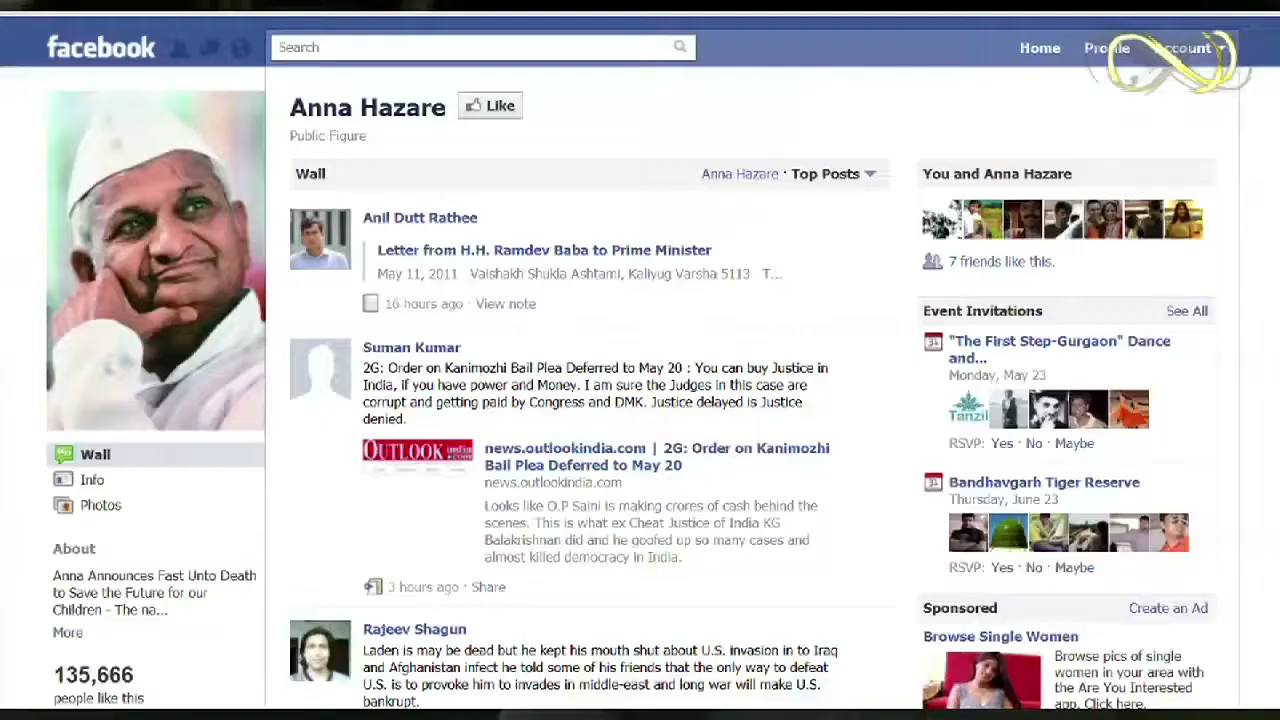 facebook
Search
Home Profile Account
Anna Hazare Like
Public Figure
Wall Anna Hazare · Top Posts
Anil Dutt Rathee
Letter from H.H. Ramdev Baba to Prime Minister
May 11, 2011 Vaishakh Shukla Ashtami, Kaliyug Varsha 5113 T...
16 hours ago · View note
Suman Kumar
2G: Order on Kanimozhi Bail Plea Deferred to May 20 : You can buy Justice in
India, if you have power and Money. I am sure the Judges in this case are
corrupt and getting paid by Congress and DMK. Justice delayed is Justice
denied.
OUTLOOK india
.com
news.outlookindia.com | 2G: Order on Kanimozhi
Bail Plea Deferred to May 20
news.outlookindia.com
Looks like O.P Saini is making crores of cash behind the
scenes. This is what ex Cheat Justice of India KG
Balakrishnan did and he goofed up so many cases and
almost killed democracy in India.
3 hours ago · Share
Rajeev Shagun
Laden is may be dead but he kept his mouth shut about U.S. invasion in to Iraq
and Afghanistan infect he told some of his friends that the only way to defeat
U.S. is to provoke him to invades in middle-east and long war will make U.S.
bankrupt.
Wall
Info
Photos
About
Anna Announces Fast Unto Death
to Save the Future for our
Children - The na...
More
135,666
people like this
You and Anna Hazare
7 friends like this.
Event Invitations See All
"The First Step-Gurgaon" Dance
and...
Monday, May 23
Tanzil
RSVP: Yes · No · Maybe
Bandhavgarh Tiger Reserve
Thursday, June 23
RSVP: Yes · No · Maybe
Sponsored Create an Ad
Browse Single Women
Browse pics of single
women in your area with
the Are You Interested
app. Click here.